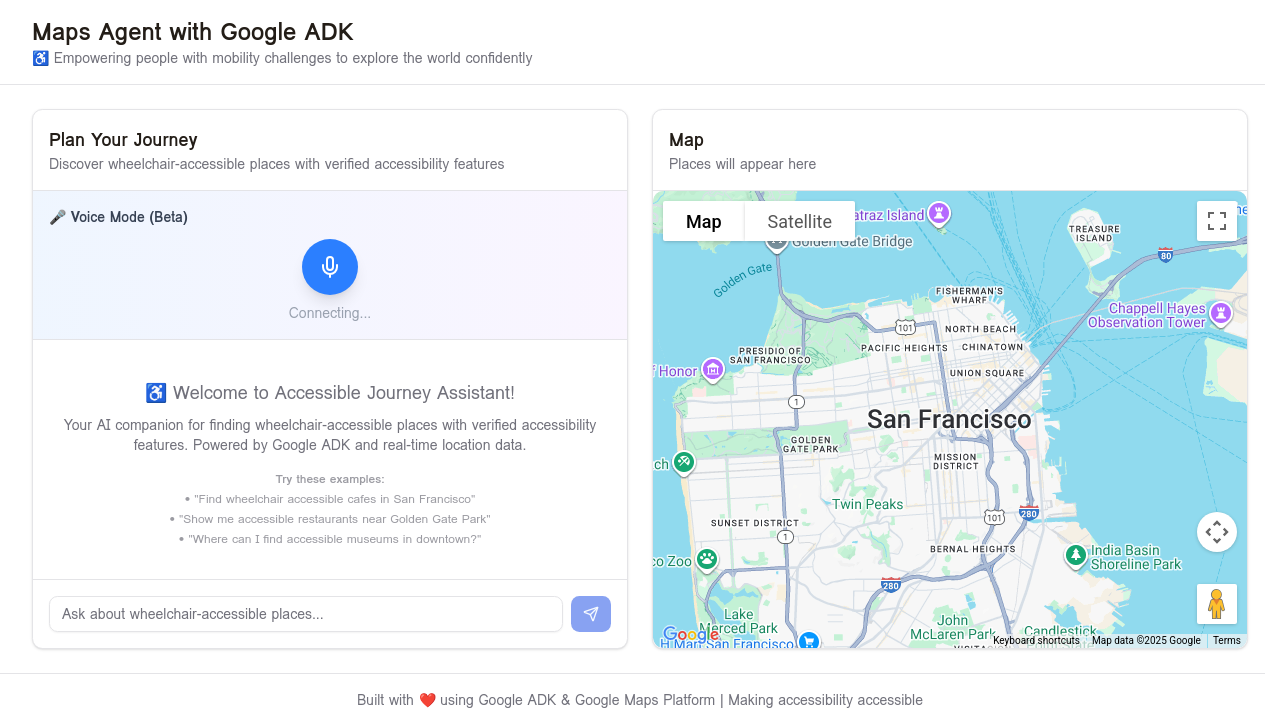 Maps Agent with Google ADK
♿ Empowering people with mobility challenges to explore the world confidently
Plan Your Journey
Discover wheelchair-accessible places with verified accessibility features
🎤 Voice Mode (Beta)
Connecting...
♿ Welcome to Accessible Journey Assistant!
Your AI companion for finding wheelchair-accessible places with verified accessibility
features. Powered by Google ADK and real-time location data.
Try these examples:
• "Find wheelchair accessible cafes in San Francisco"
• "Show me accessible restaurants near Golden Gate Park"
• "Where can I find accessible museums in downtown?"
Ask about wheelchair-accessible places...
Map
Places will appear here
Map
Satellite
atraz Island
Golden Gate Bridge
Golden Gate
TREASURE
ISLAND
80
FISHERMAN'S
WHARF
Chappell Hayes
Observation Tower
101
NORTH BEACH
PACIFIC HEIGHTS
CHINATOWN
PRESIDIO OF
SAN FRANCISCO
f Honor
UNION SQUARE
1
San Francisco
GOLDEN
GATE PARK
MISSION
DISTRICT
ch
Twin Peaks
SUNSET DISTRICT
101
280
1
BERNAL HEIGHTS
India Basin
Shoreline Park
co Zoo
280
Lake
Merced Park
John
McLaren Park
Candlestick
Google
H Mart San Francisco
Keyboard shortcuts
Map data ©2025 Google
Terms
Built with ❤️ using Google ADK & Google Maps Platform | Making accessibility accessible